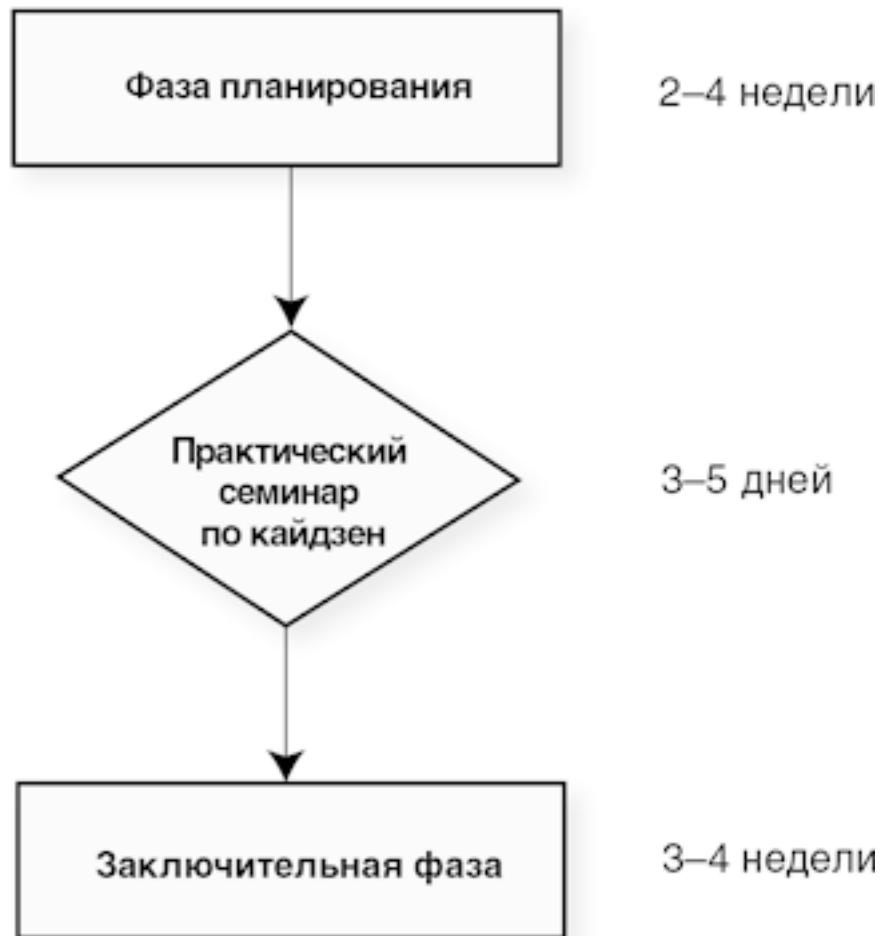 Фаза планирования
2–4 недели
Практический
семинар
по кайдзен
3–5 дней
Заключительная фаза
3–4 недели